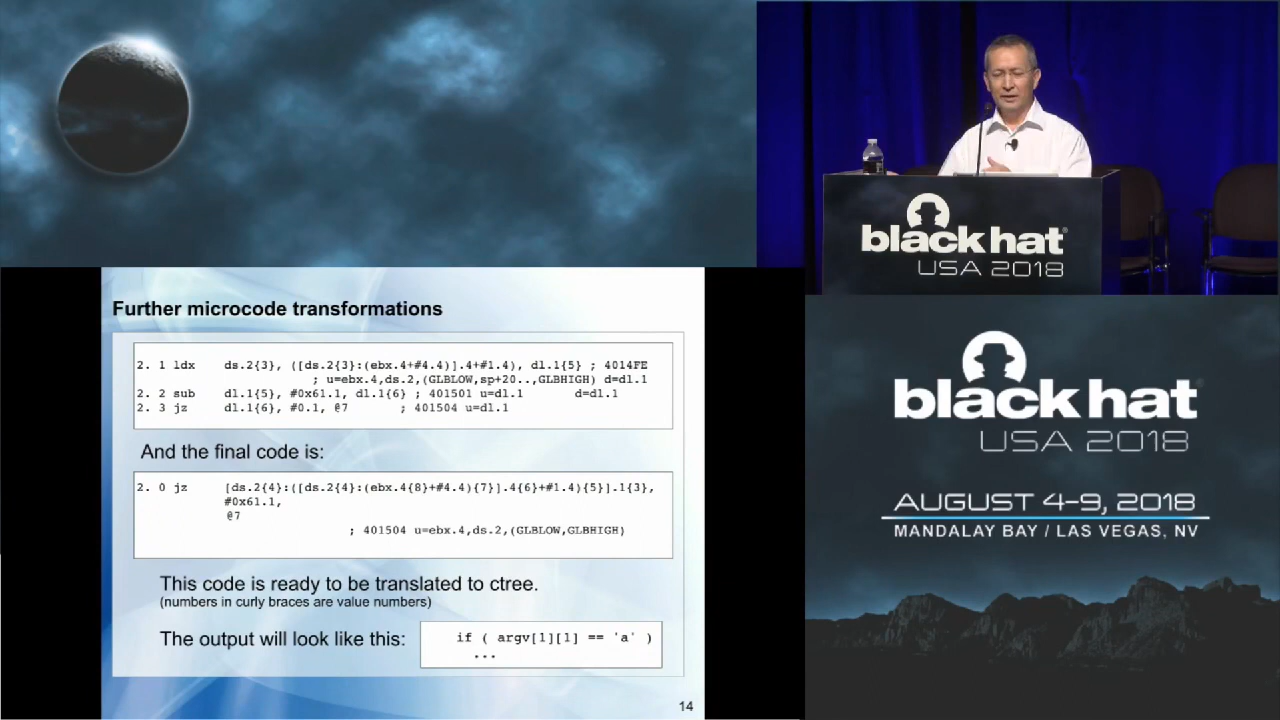 black hat
USA 2018
Further microcode transformations
2. 1 ldx ds.2{3}, ([ds.2{3}:(ebx.4+#4.4)].4+#1.4), dl.1{5} ; 4014FE
; u=ebx.4,ds.2,(GLBLOW,sp+20..,GLBHIGH) d=dl.1
2. 2 sub dl.1{5}, #0x61.1, dl.1{6} ; 401501 u=dl.1 d=dl.1
2. 3 jz dl.1{6}, #0.1, @7 ; 401504 u=dl.1
And the final code is:
2. 0 jz [ds.2{4}:([ds.2{4}:(ebx.4{8}+#4.4){7}].4{6}+#1.4){5}].1{3},
#0x61.1,
@7
; 401504 u=ebx.4,ds.2,(GLBLOW,GLBHIGH)
This code is ready to be translated to ctree.
(numbers in curly braces are value numbers)
The output will look like this:
if ( argv[1][1] == 'a' )
...
14
black hat
USA 2018
AUGUST 4-9, 2018
MANDALAY BAY / LAS VEGAS, NV